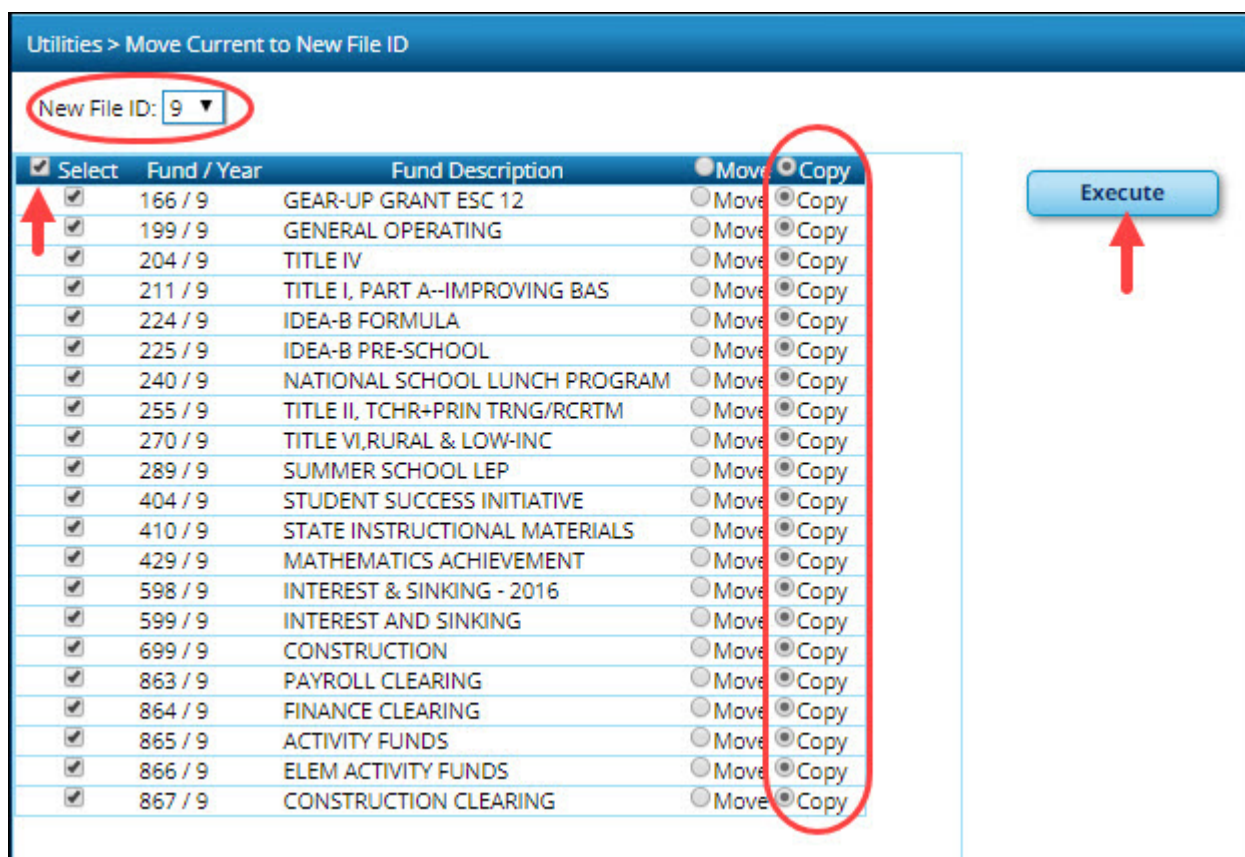 Utilities > Move Current to New File ID
New File ID: 9
Select Fund / Year Fund Description Move Copy
166 / 9 GEAR-UP GRANT ESC 12 Move Copy
199 / 9 GENERAL OPERATING Move Copy
204 / 9 TITLE IV Move Copy
211 / 9 TITLE I, PART A--IMPROVING BAS Move Copy
224 / 9 IDEA-B FORMULA Move Copy
225 / 9 IDEA-B PRE-SCHOOL Move Copy
240 / 9 NATIONAL SCHOOL LUNCH PROGRAM Move Copy
255 / 9 TITLE II, TCHR+PRIN TRNG/RCRTM Move Copy
270 / 9 TITLE VI,RURAL & LOW-INC Move Copy
289 / 9 SUMMER SCHOOL LEP Move Copy
404 / 9 STUDENT SUCCESS INITIATIVE Move Copy
410 / 9 STATE INSTRUCTIONAL MATERIALS Move Copy
429 / 9 MATHEMATICS ACHIEVEMENT Move Copy
598 / 9 INTEREST & SINKING - 2016 Move Copy
599 / 9 INTEREST AND SINKING Move Copy
699 / 9 CONSTRUCTION Move Copy
863 / 9 PAYROLL CLEARING Move Copy
864 / 9 FINANCE CLEARING Move Copy
865 / 9 ACTIVITY FUNDS Move Copy
866 / 9 ELEM ACTIVITY FUNDS Move Copy
867 / 9 CONSTRUCTION CLEARING Move Copy
Execute